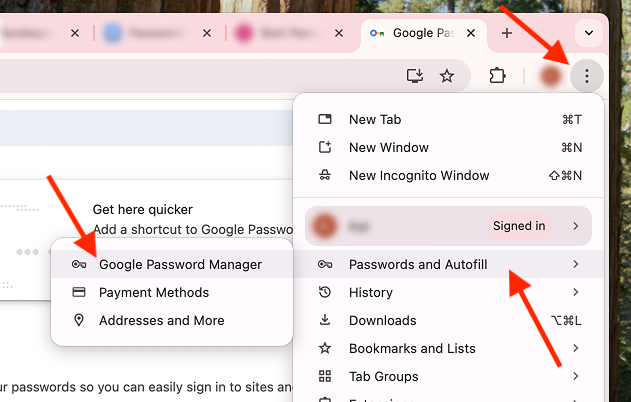 Google Pas
New Tab ⌘T
New Window ⌘N
New Incognito Window ⇧⌘N
Signed in
Get here quicker
Add a shortcut to Google Passwo
Google Password Manager
Payment Methods
Addresses and More
Passwords and Autofill
History
Downloads ⌥⌘L
Bookmarks and Lists
Tab Groups
ur passwords so you can easily sign in to sites and